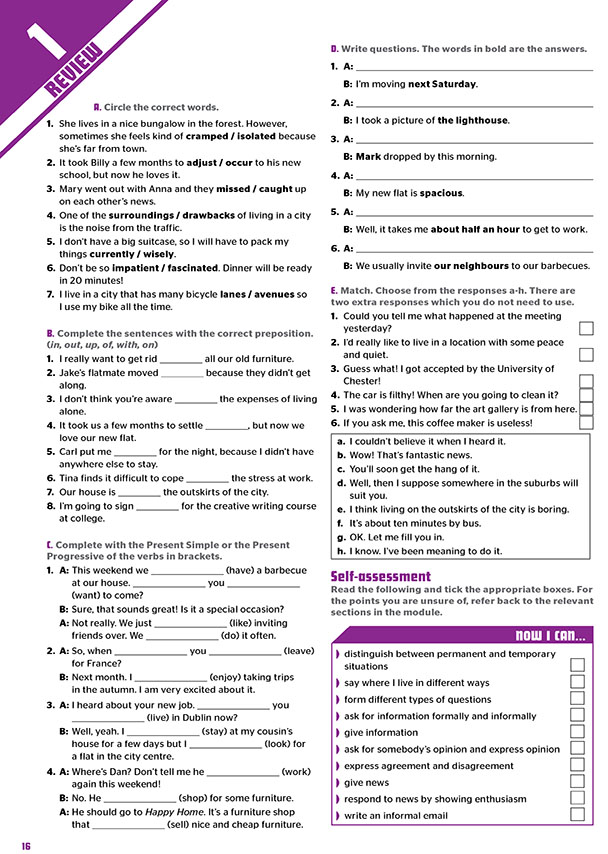 1
REVIEW
A. Circle the correct words.
1. She lives in a nice bungalow in the forest. However,
sometimes she feels kind of cramped / isolated because
she's far from town.
2. It took Billy a few months to adjust / occur to his new
school, but now he loves it.
3. Mary went out with Anna and they missed / caught up
on each other's news.
4. One of the surroundings / drawbacks of living in a city
is the noise from the traffic.
5. I don't have a big suitcase, so I will have to pack my
things currently / wisely.
6. Don't be so impatient / fascinated. Dinner will be ready
in 20 minutes!
7. I live in a city that has many bicycle lanes / avenues so
I use my bike all the time.
B. Complete the sentences with the correct preposition.
(in, out, up, of, with, on)
1. I really want to get rid ________ all our old furniture.
2. Jake's flatmate moved ________ because they didn't get
along.
3. I don't think you're aware ________ the expenses of living
alone.
4. It took us a few months to settle ________, but now we
love our new flat.
5. Carl put me ________ for the night, because I didn't have
anywhere else to stay.
6. Tina finds it difficult to cope ________ the stress at work.
7. Our house is ________ the outskirts of the city.
8. I'm going to sign ________ for the creative writing course
at college.
C. Complete with the Present Simple or the Present
Progressive of the verbs in brackets.
1. A: This weekend we ______________ (have) a barbecue
at our house. ______________ you ______________
(want) to come?
B: Sure, that sounds great! Is it a special occasion?
A: Not really. We just ______________ (like) inviting
friends over. We ______________ (do) it often.
2. A: So, when ______________ you ______________ (leave)
for France?
B: Next month. I ______________ (enjoy) taking trips
in the autumn. I am very excited about it.
3. A: I heard about your new job. ______________ you
______________ (live) in Dublin now?
B: Well, yeah. I ______________ (stay) at my cousin's
house for a few days but I ______________ (look) for
a flat in the city centre.
4. A: Where's Dan? Don't tell me he ______________ (work)
again this weekend!
B: No. He ______________ (shop) for some furniture.
A: He should go to Happy Home. It's a furniture shop
that ______________ (sell) nice and cheap furniture.
D. Write questions. The words in bold are the answers.
1. A: ______________
B: I'm moving next Saturday.
2. A: ______________
B: I took a picture of the lighthouse.
3. A: ______________
B: Mark dropped by this morning.
4. A: ______________
B: My new flat is spacious.
5. A: ______________
B: Well, it takes me about half an hour to get to work.
6. A: ______________
B: We usually invite our neighbours to our barbecues.
E. Match. Choose from the responses a-h. There are
two extra responses which you do not need to use.
1. Could you tell me what happened at the meeting
yesterday?
2. I'd really like to live in a location with some peace
and quiet.
3. Guess what! I got accepted by the University of
Chester!
4. The car is filthy! When are you going to clean it?
5. I was wondering how far the art gallery is from here.
6. If you ask me, this coffee maker is useless!
a. I couldn't believe it when I heard it.
b. Wow! That's fantastic news.
c. You'll soon get the hang of it.
d. Well, then I suppose somewhere in the suburbs will
suit you.
e. I think living on the outskirts of the city is boring.
f. It's about ten minutes by bus.
g. OK. Let me fill you in.
h. I know. I've been meaning to do it.
Self-assessment
Read the following and tick the appropriate boxes. For
the points you are unsure of, refer back to the relevant
sections in the module.
NOW I CAN...
distinguish between permanent and temporary
situations
say where I live in different ways
form different types of questions
ask for information formally and informally
give information
ask for somebody's opinion and express opinion
express agreement and disagreement
give news
respond to news by showing enthusiasm
write an informal email
16